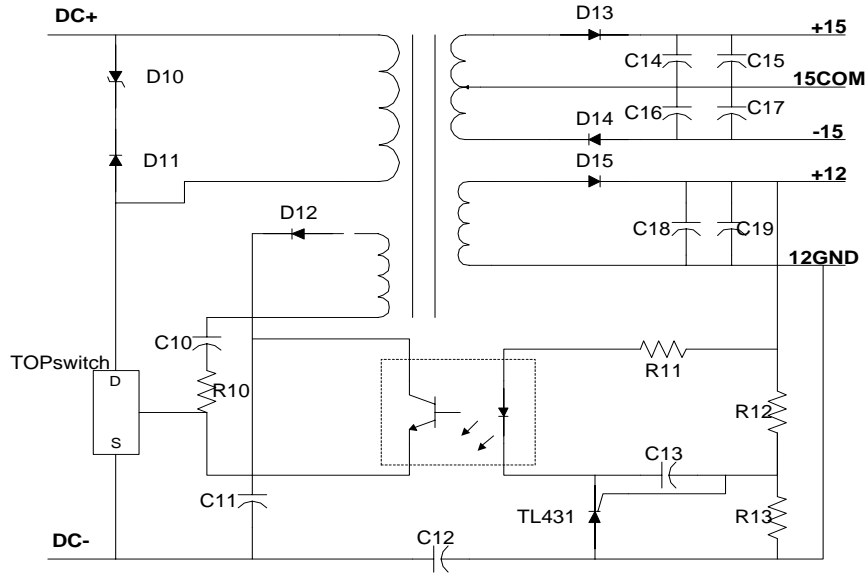 DC+
D13
+15
D10
C14
C15
15COM
C16
C17
D14
-15
D11
D15
+12
D12
C18
C19
12GND
C10
TOPswitch
D
R10
R11
R12
S
C13
C11
TL431
R13
DC-
C12